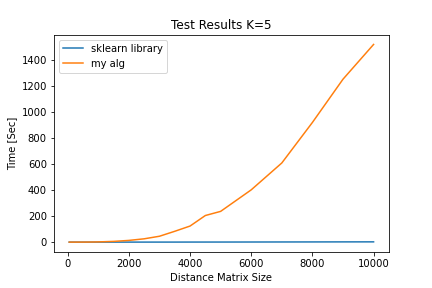 Test Results K=5
sklearn library
my alg
1400
1200
1000
800
600
400
200
0
Time [Sec]
0 2000 4000 6000 8000 10000
Distance Matrix Size